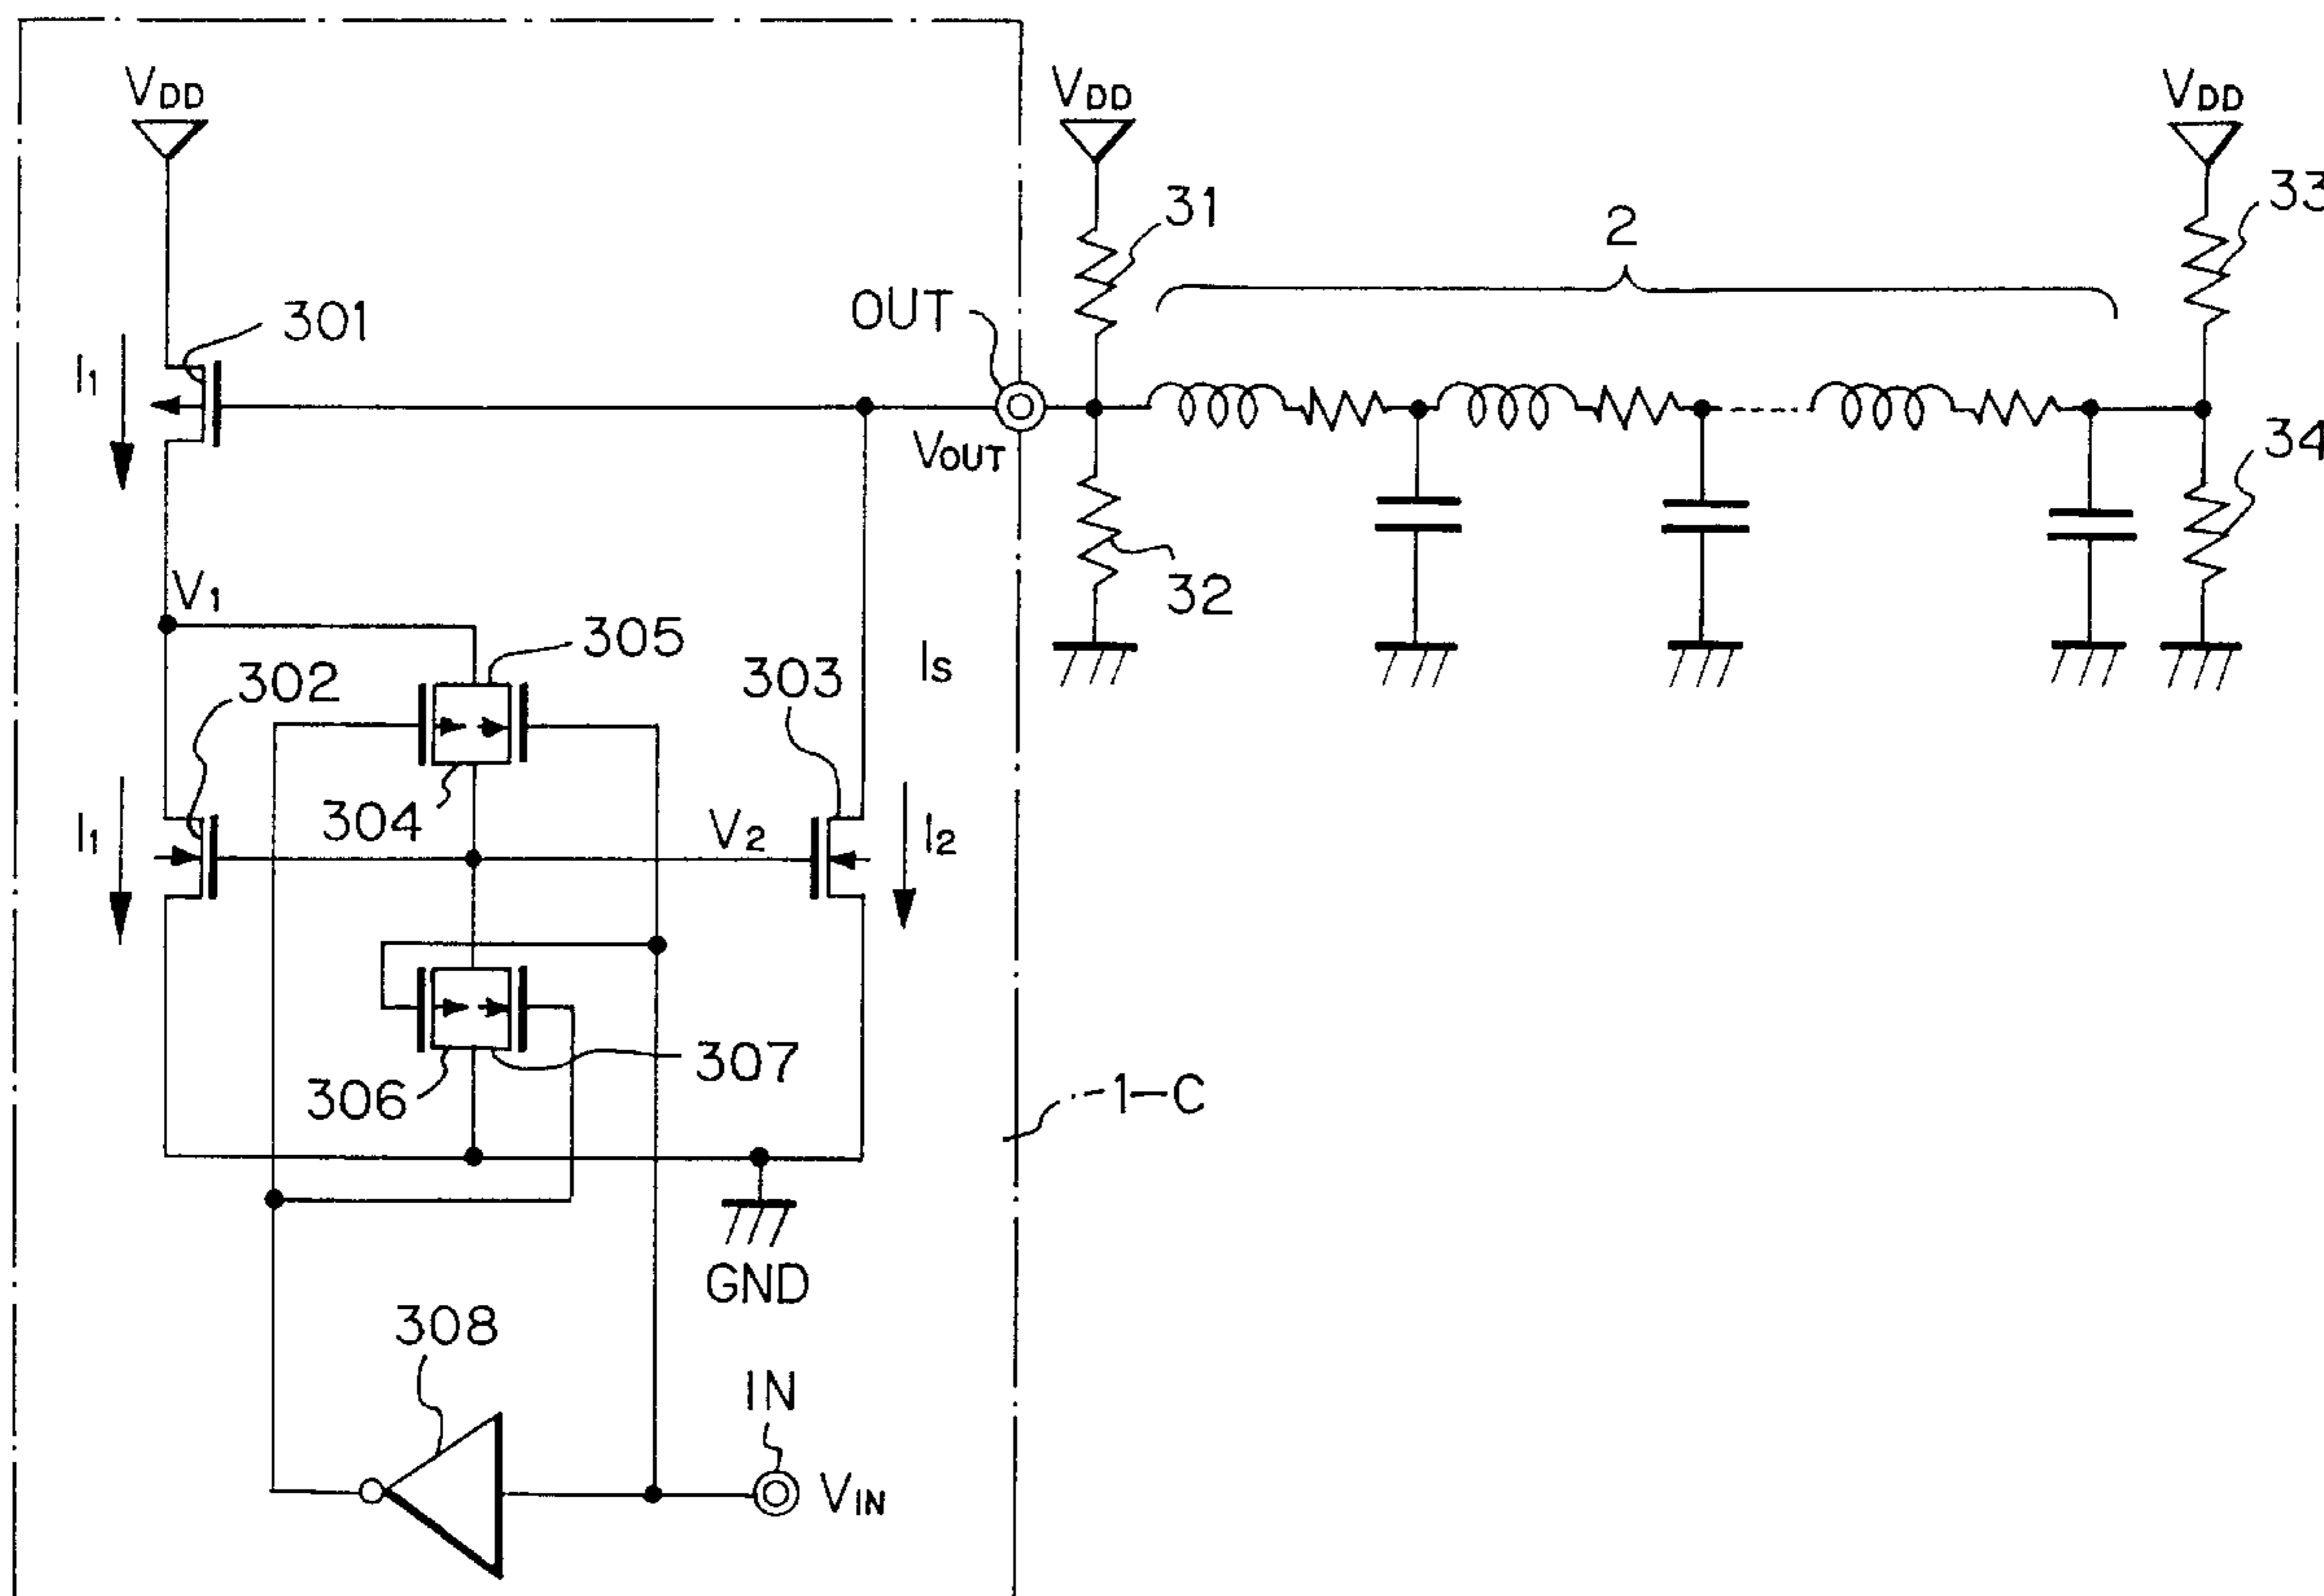 VDD
VDD
VDD
31
33
2
301
OUT
I1
VOUT
34
V1
32
305
302
303
IS
304
I1
V2
I2
307
306
1-C
GND
308
IN
VIN